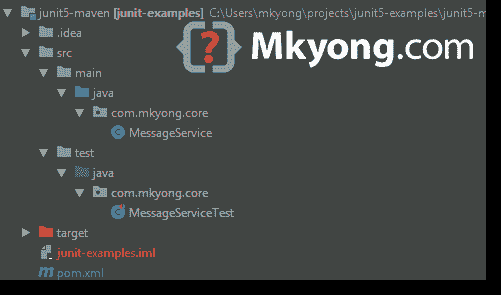 junit5-maven [junit-examples] C:\Users\mkyong\projects\junit5-examples\junit5-m
.idea
src
Mkyong.com
main
java
com.mkyong.core
MessageService
test
java
com.mkyong.core
MessageServiceTest
target
junit-examples.iml
pom.xml